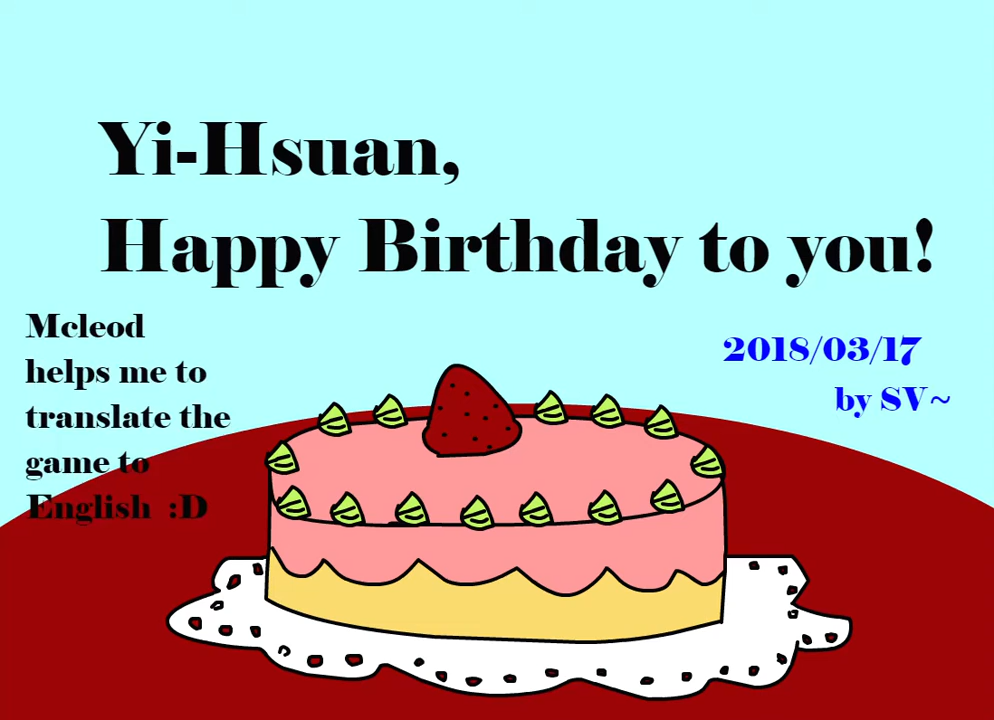 Yi-Hsuan,
Happy Birthday to you!
Mcleod
helps me to
translate the
game to
English :D
2018/03/17
by SV~